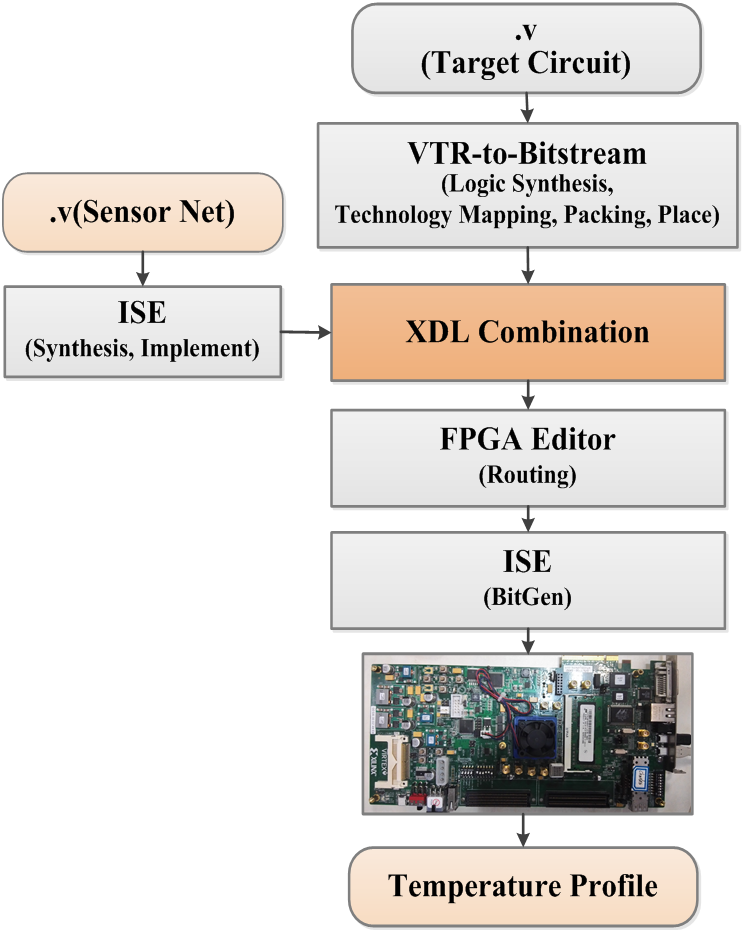 .v
(Target Circuit)
VTR-to-Bitstream
(Logic Synthesis,
Technology Mapping, Packing, Place)
.v(Sensor Net)
ISE
(Synthesis, Implement)
XDL Combination
FPGA Editor
(Routing)
ISE
(BitGen)
XILINX
VIRTEX
Temperature Profile